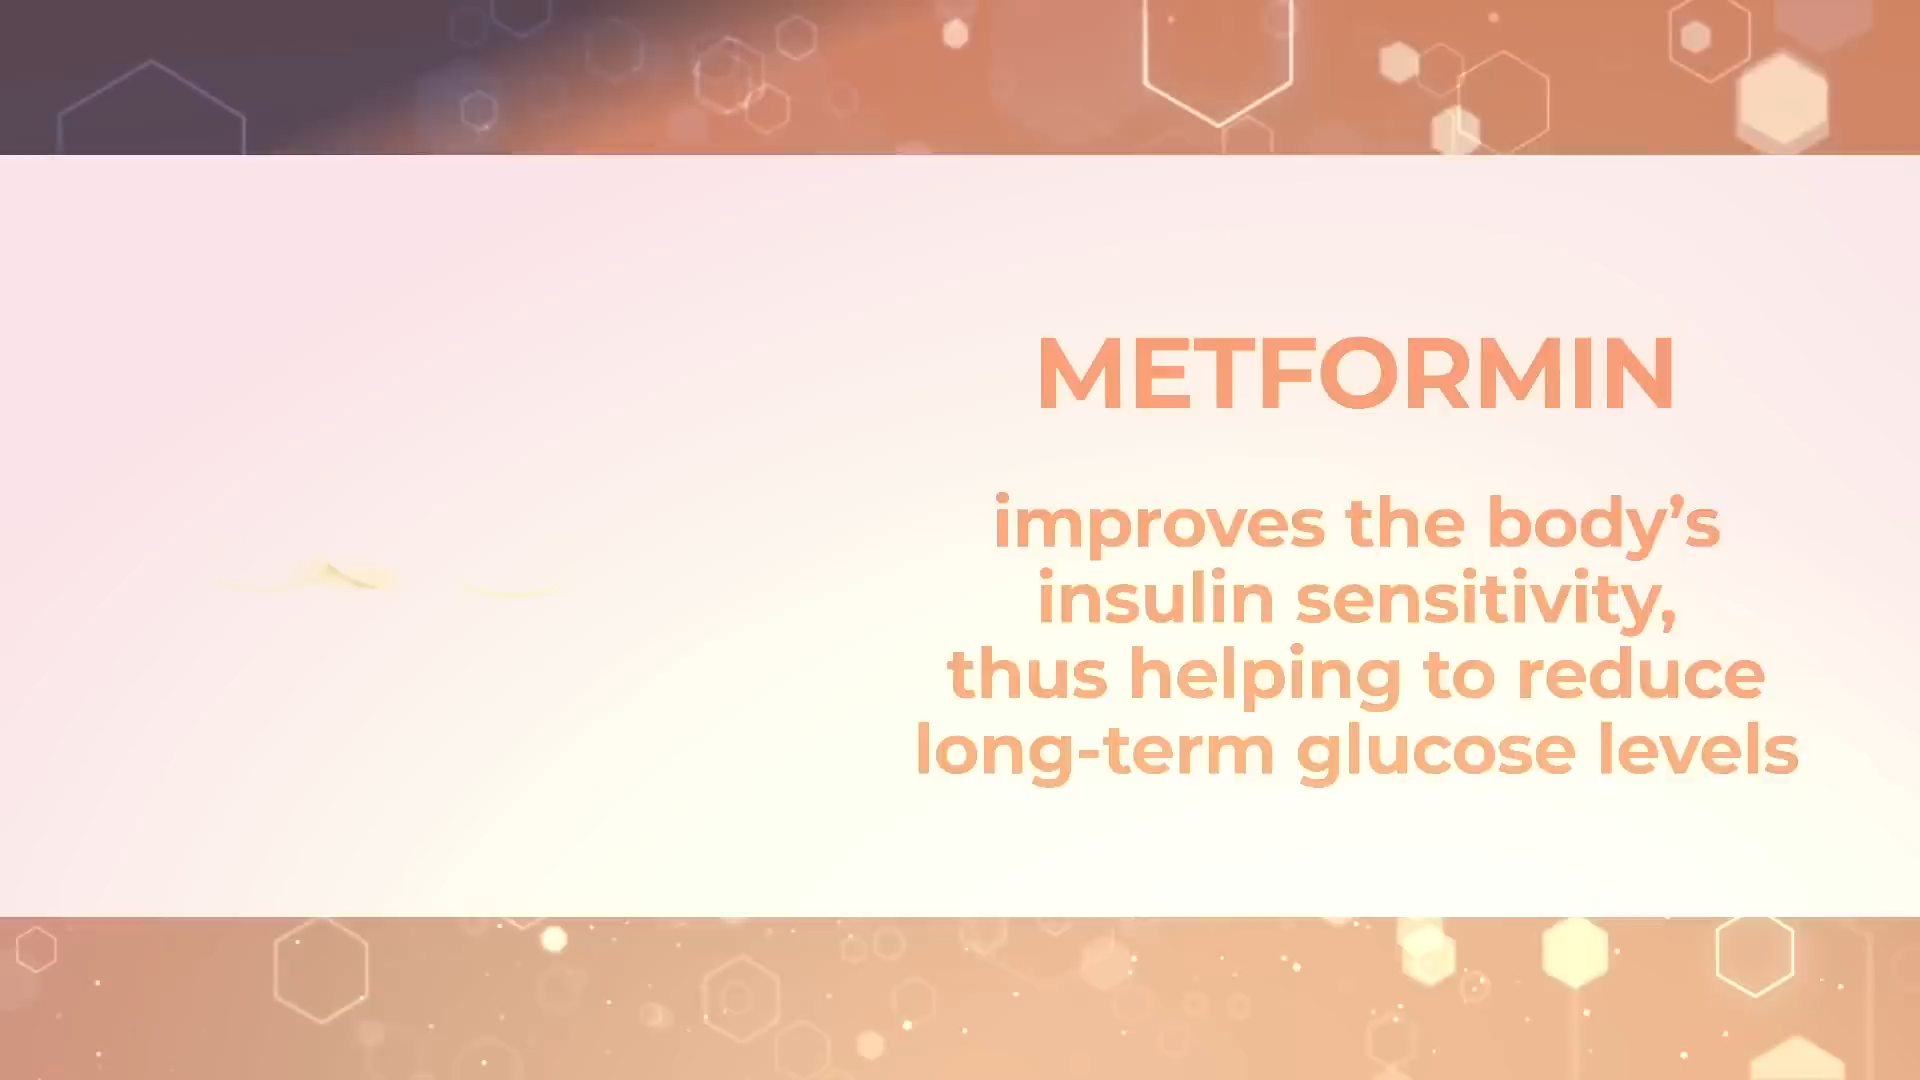 METFORMIN
improves the body’s
insulin sensitivity,
thus helping to reduce
long-term glucose levels